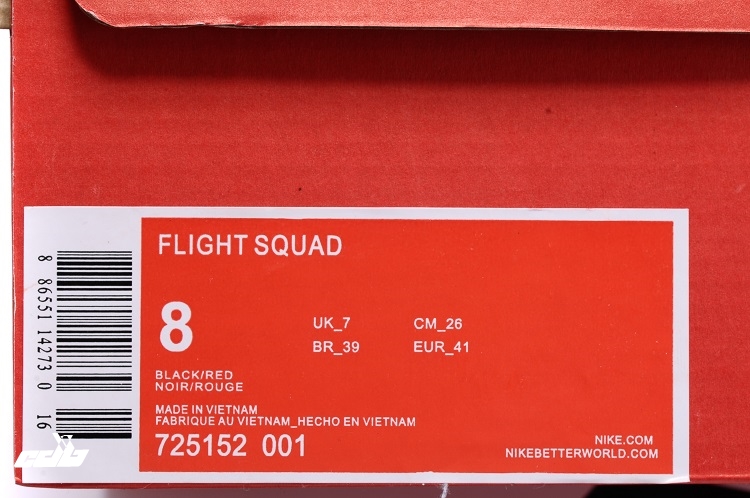 FLIGHT SQUAD
8
UK_7 CM_26
BR_39 EUR_41
BLACK/RED
NOIR/ROUGE
MADE IN VIETNAM
FABRIQUE AU VIETNAM_HECHO EN VIETNAM
725152 001
NIKE.COM
NIKEBETTERWORLD.COM
8 86551 14273 0 16